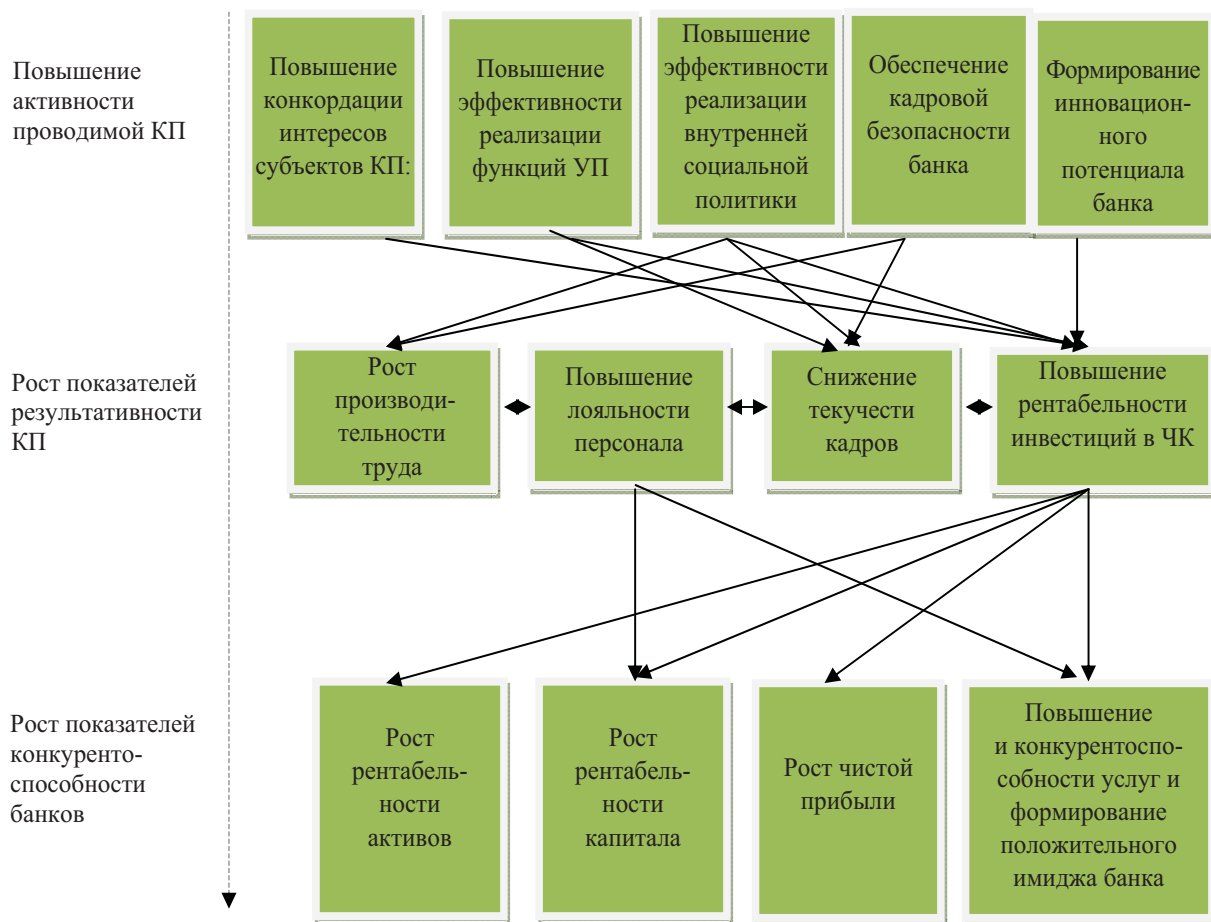 Повышение
активности
проводимой КП
Повышение
конкордации
интересов
субъектов КП:
Повышение
эффективности
реализации
функций УП
Повышение
эффективности
реализации
внутренней
социальной
политики
Обеспечение
кадровой
безопасности
банка
Формирование
инновацион-
ного
потенциала
банка
Рост показателей
результативности
КП
Рост
производи-
тельности
труда
Повышение
лояльности
персонала
Снижение
текучести
кадров
Повышение
рентабельности
инвестиций в ЧК
Рост показателей
конкуренто-
способности
банков
Рост
рентабель-
ности
активов
Рост
рентабель-
ности
капитала
Рост чистой
прибыли
Повышение
и конкурентоспо-
собности услуг и
формирование
положительного
имиджа банка